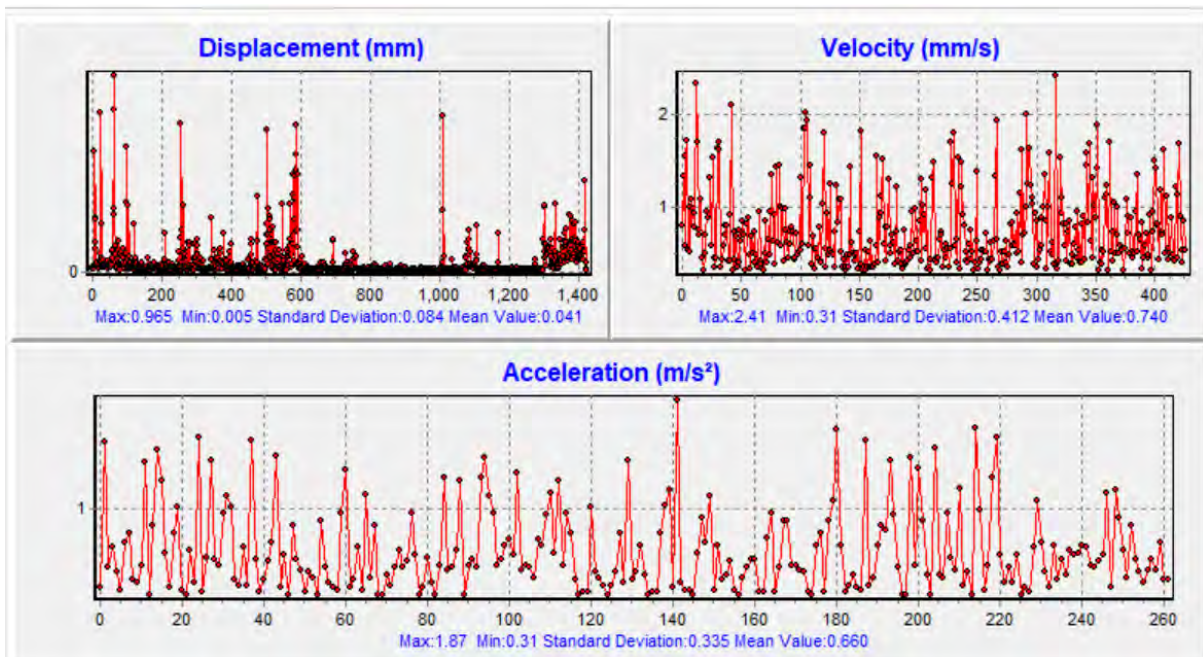 Displacement (mm)
0
0 200 400 600 800 1,000 1,200 1,400
Max:0.965 Min:0.005 Standard Deviation:0.084 Mean Value:0.041
Velocity (mm/s)
2
1
0 50 100 150 200 250 300 350 400
Max:2.41 Min:0.31 Standard Deviation:0.412 Mean Value:0.740
Acceleration (m/s²)
1
0 20 40 60 80 100 120 140 160 180 200 220 240 260
Max:1.87 Min:0.31 Standard Deviation:0.335 Mean Value:0.660